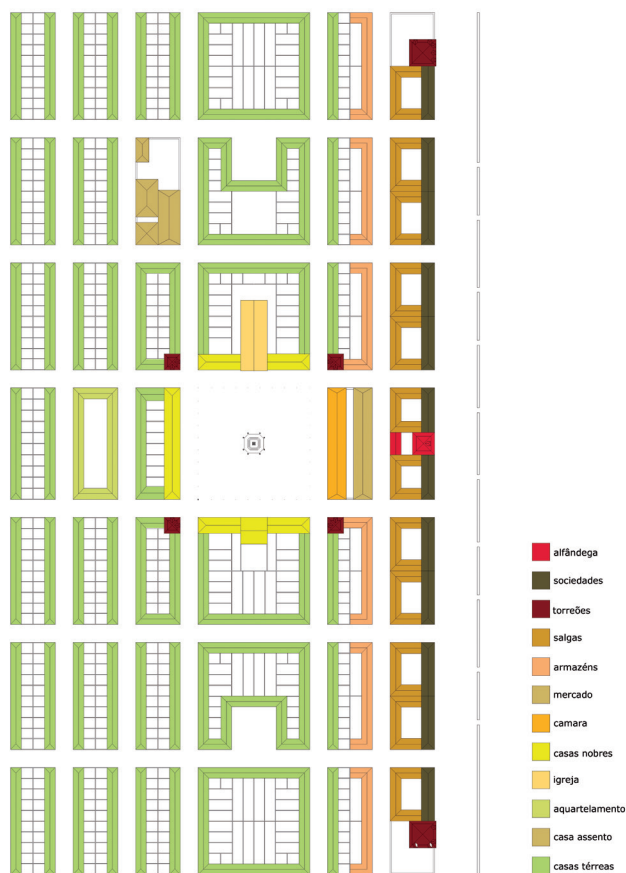 alfândega
sociedades
torreões
salgas
armazéns
mercado
camara
casas nobres
igreja
aquartelamento
casa assento
casas térreas